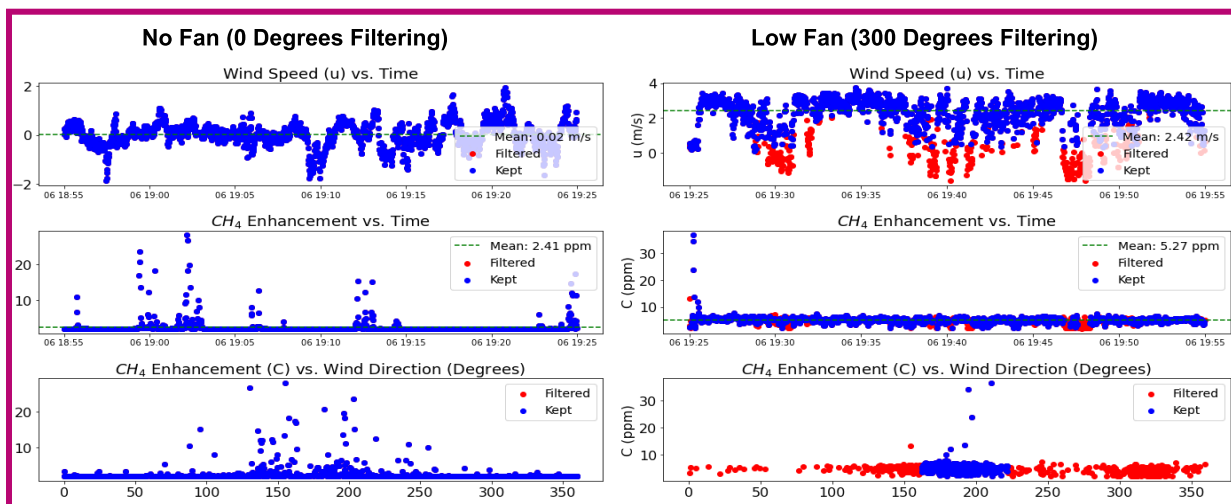 No Fan (0 Degrees Filtering)
Wind Speed (u) vs. Time
2
0
−2
Mean: 0.02 m/s
Filtered
Kept
06 18:55 06 19:00 06 19:05 06 19:10 06 19:15 06 19:20 06 19:25
CH4 Enhancement vs. Time
20
10
Mean: 2.41 ppm
Filtered
Kept
06 18:55 06 19:00 06 19:05 06 19:10 06 19:15 06 19:20 06 19:25
CH4 Enhancement (C) vs. Wind Direction (Degrees)
20
10
Filtered
Kept
0 50 100 150 200 250 300 350
Low Fan (300 Degrees Filtering)
Wind Speed (u) vs. Time
u (m/s)
4
2
0
Mean: 2.42 m/s
Filtered
Kept
06 19:25 06 19:30 06 19:35 06 19:40 06 19:45 06 19:50 06 19:55
CH4 Enhancement vs. Time
C (ppm)
30
20
10
Mean: 5.27 ppm
Filtered
Kept
06 19:25 06 19:30 06 19:35 06 19:40 06 19:45 06 19:50 06 19:55
CH4 Enhancement (C) vs. Wind Direction (Degrees)
C (ppm)
30
20
10
Filtered
Kept
0 50 100 150 200 250 300 350